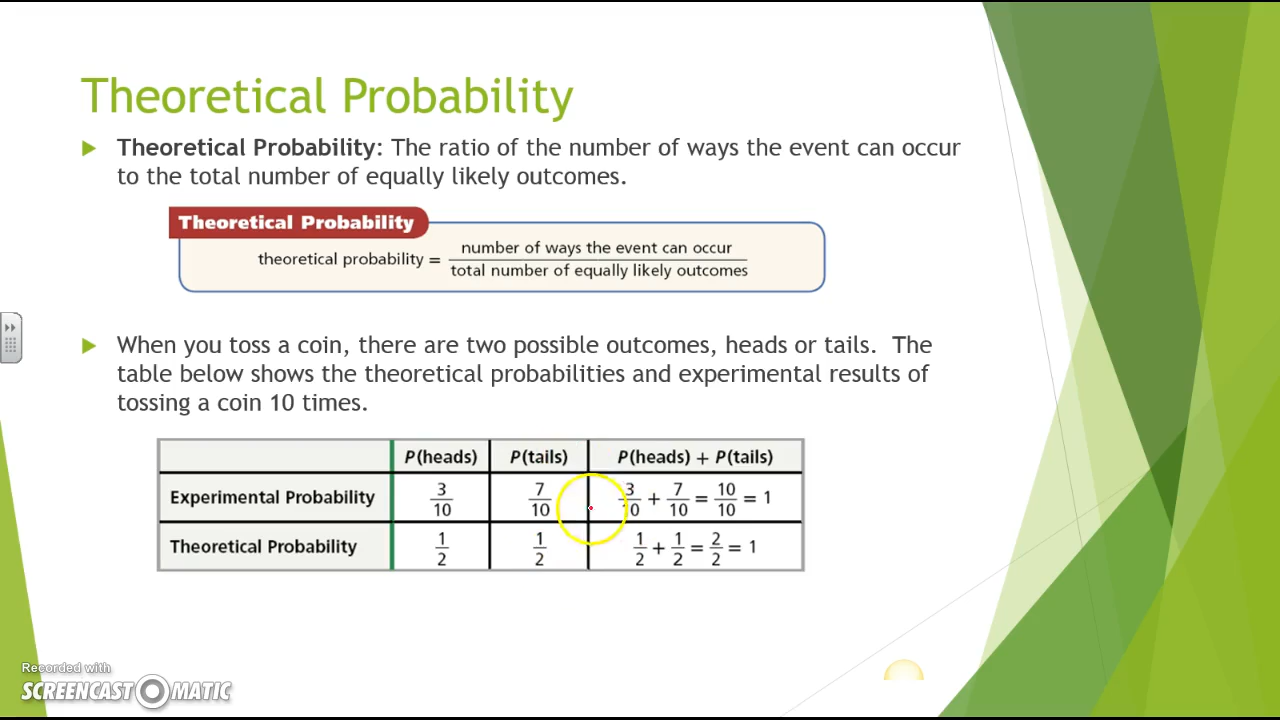 Theoretical Probability
Theoretical Probability: The ratio of the number of ways the event can occur
to the total number of equally likely outcomes.
Theoretical Probability
theoretical probability = number of ways the event can occur / total number of equally likely outcomes
When you toss a coin, there are two possible outcomes, heads or tails. The
table below shows the theoretical probabilities and experimental results of
tossing a coin 10 times.
P(heads) P(tails) P(heads) + P(tails)
Experimental Probability 3/10 7/10 3/10 + 7/10 = 10/10 = 1
Theoretical Probability 1/2 1/2 1/2 + 1/2 = 2/2 = 1
Recorded with
SCREENCAST-O-MATIC